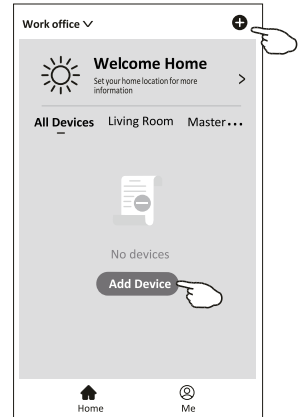 Work office
Welcome Home
Set your home location for more
information
All Devices Living Room Master...
No devices
Add Device
Home Me